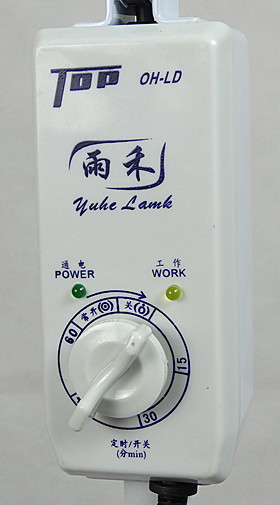 TOP OH-LD
雨禾
Yuhe Lamk
通电 工作
POWER WORK
60 常开 关
15
30
定时/开关
(分min)